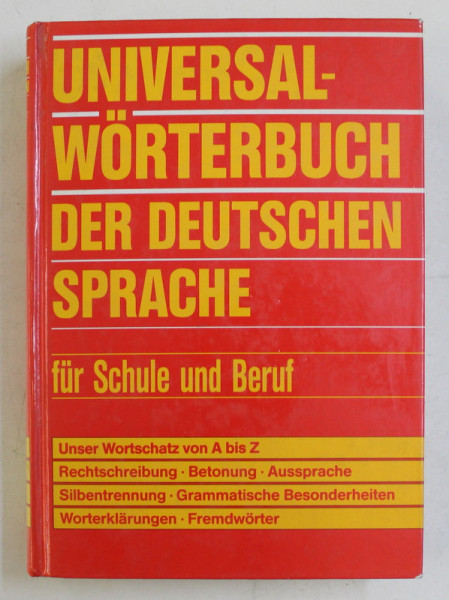 UNIVERSAL-
WÖRTERBUCH
DER DEUTSCHEN
SPRACHE
für Schule und Beruf
Unser Wortschatz von A bis Z
Rechtschreibung · Betonung · Aussprache
Silbentrennung · Grammatische Besonderheiten
Worterklärungen · Fremdwörter